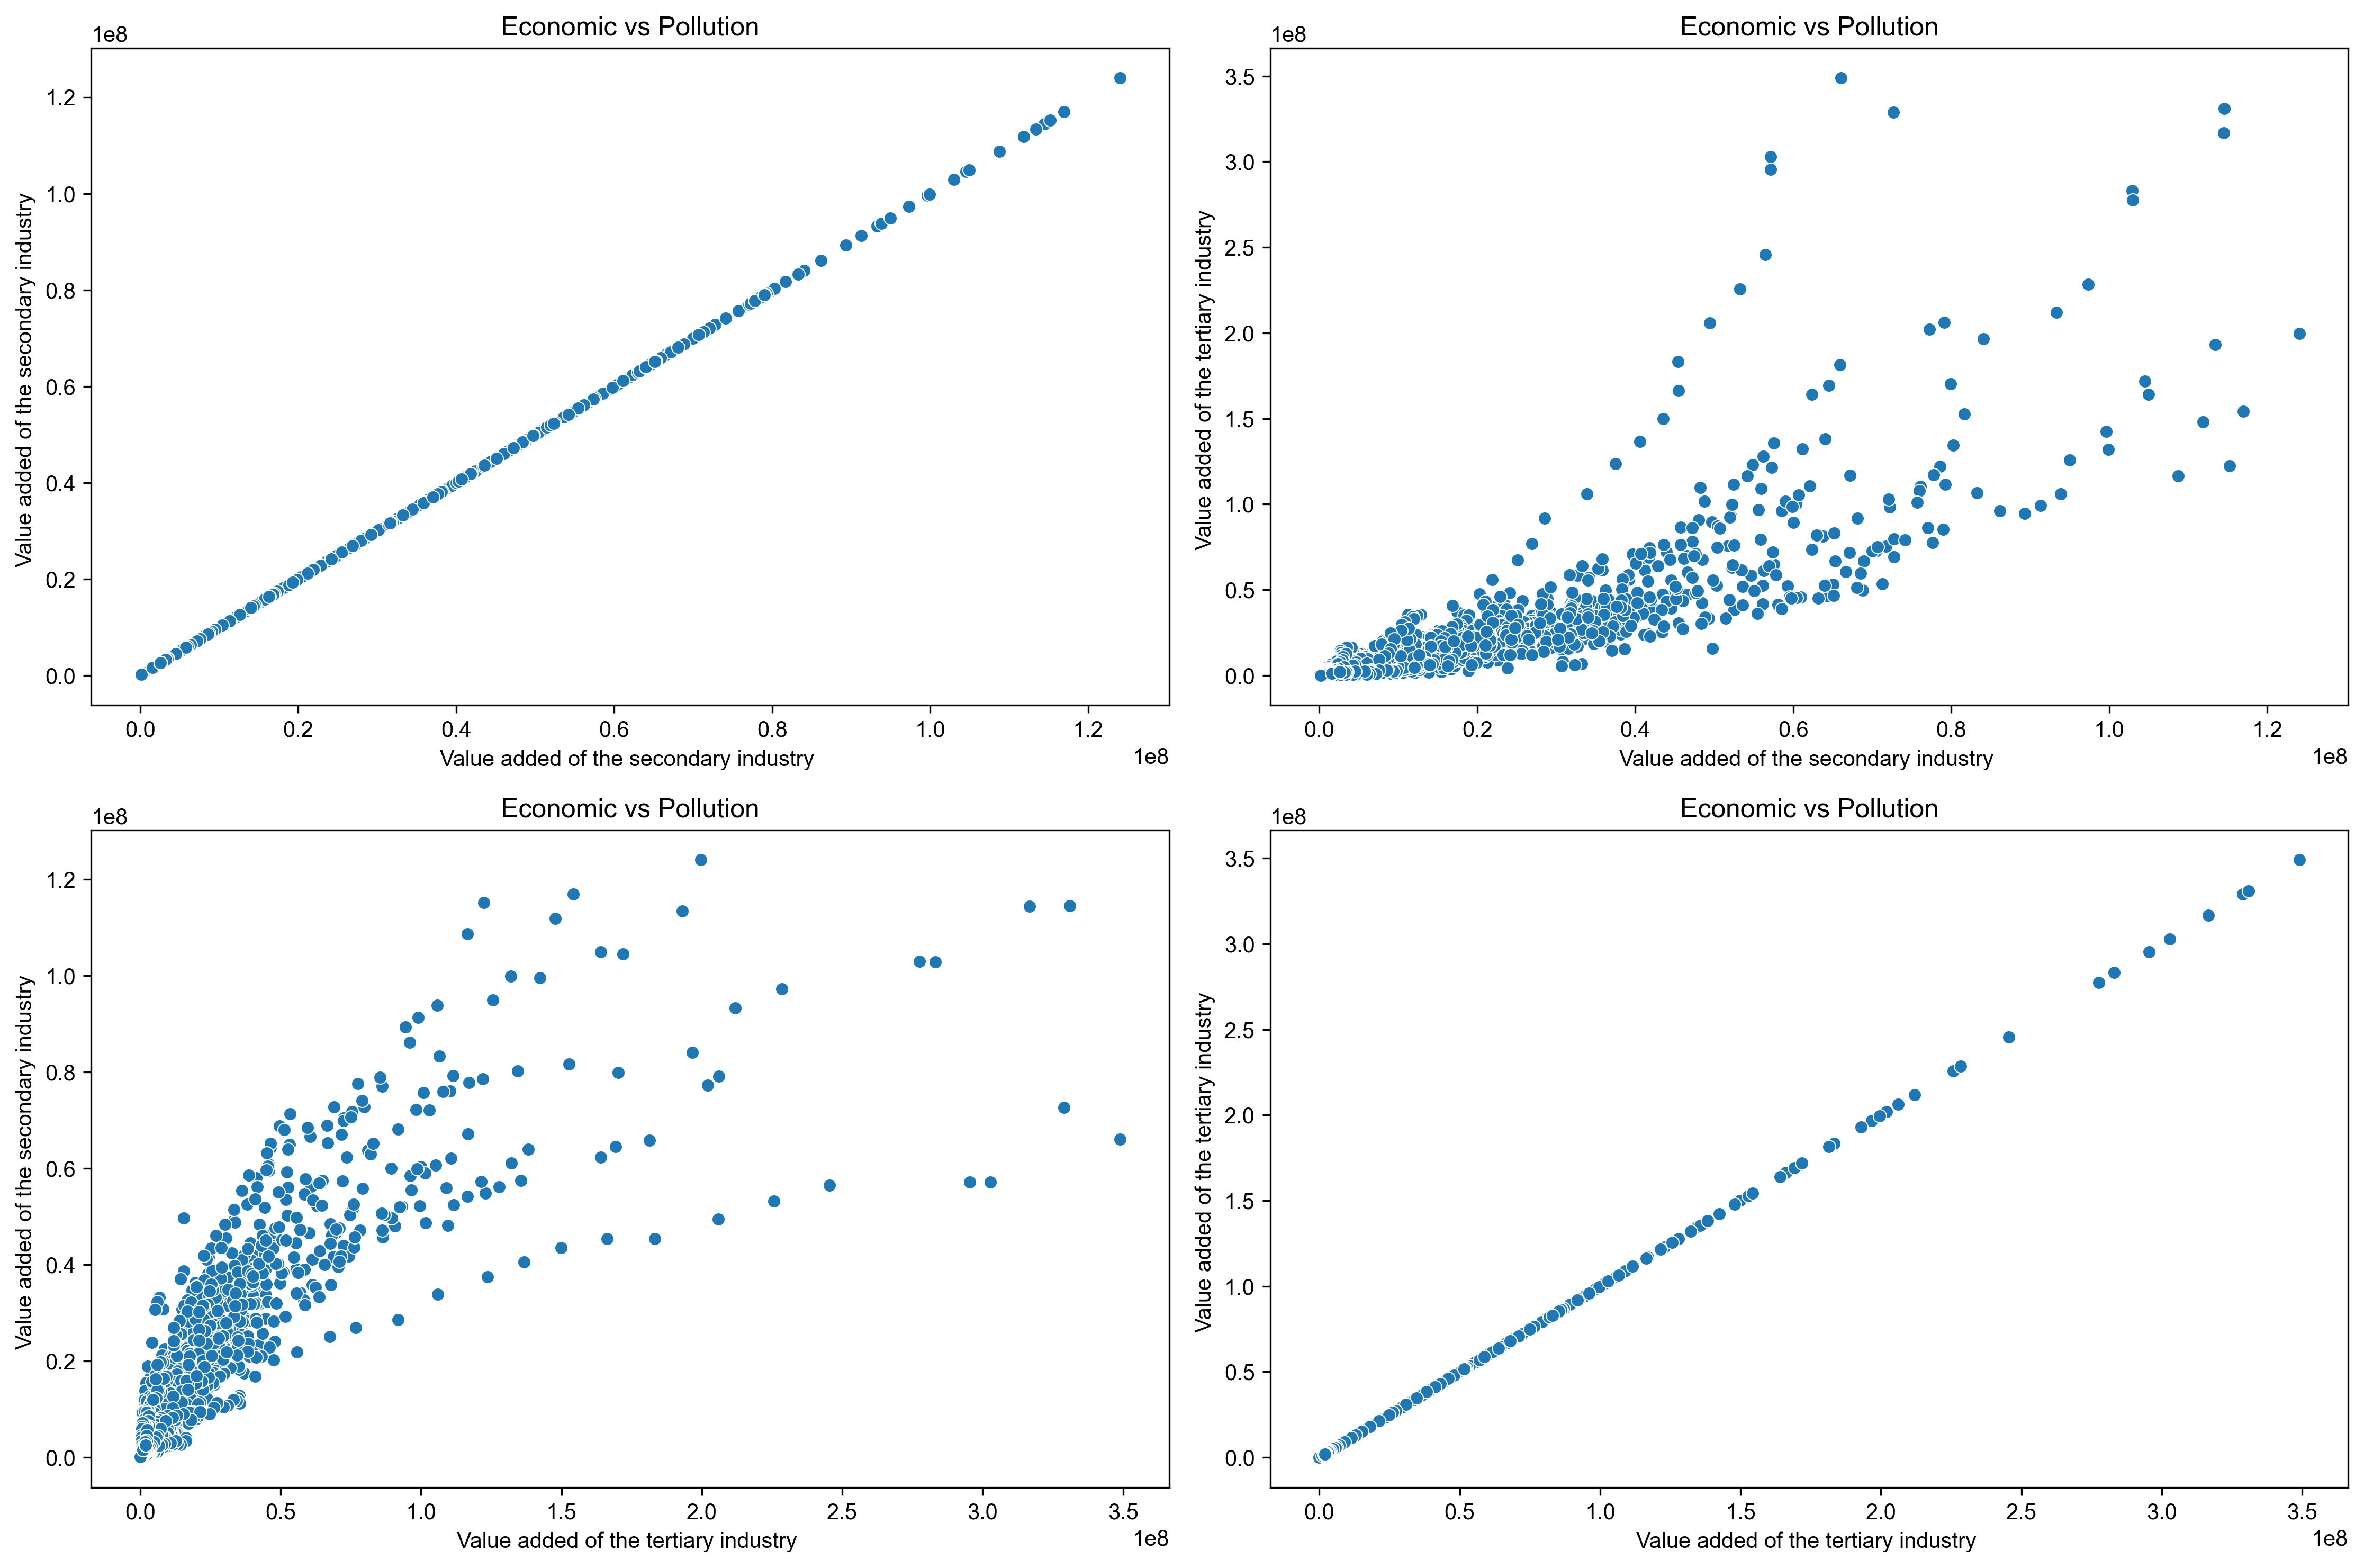 Economic vs Pollution
1e8
1.2
1.0
0.8
0.6
0.4
0.2
0.0
Value added of the secondary industry
0.0 0.2 0.4 0.6 0.8 1.0 1.2
Value added of the secondary industry
1e8
Economic vs Pollution
1e8
3.5
3.0
2.5
2.0
1.5
1.0
0.5
0.0
Value added of the tertiary industry
0.0 0.2 0.4 0.6 0.8 1.0 1.2
Value added of the secondary industry
1e8
Economic vs Pollution
1e8
1.2
1.0
0.8
0.6
0.4
0.2
0.0
Value added of the secondary industry
0.0 0.5 1.0 1.5 2.0 2.5 3.0 3.5
Value added of the tertiary industry
1e8
Economic vs Pollution
1e8
3.5
3.0
2.5
2.0
1.5
1.0
0.5
0.0
Value added of the tertiary industry
0.0 0.5 1.0 1.5 2.0 2.5 3.0 3.5
Value added of the tertiary industry
1e8